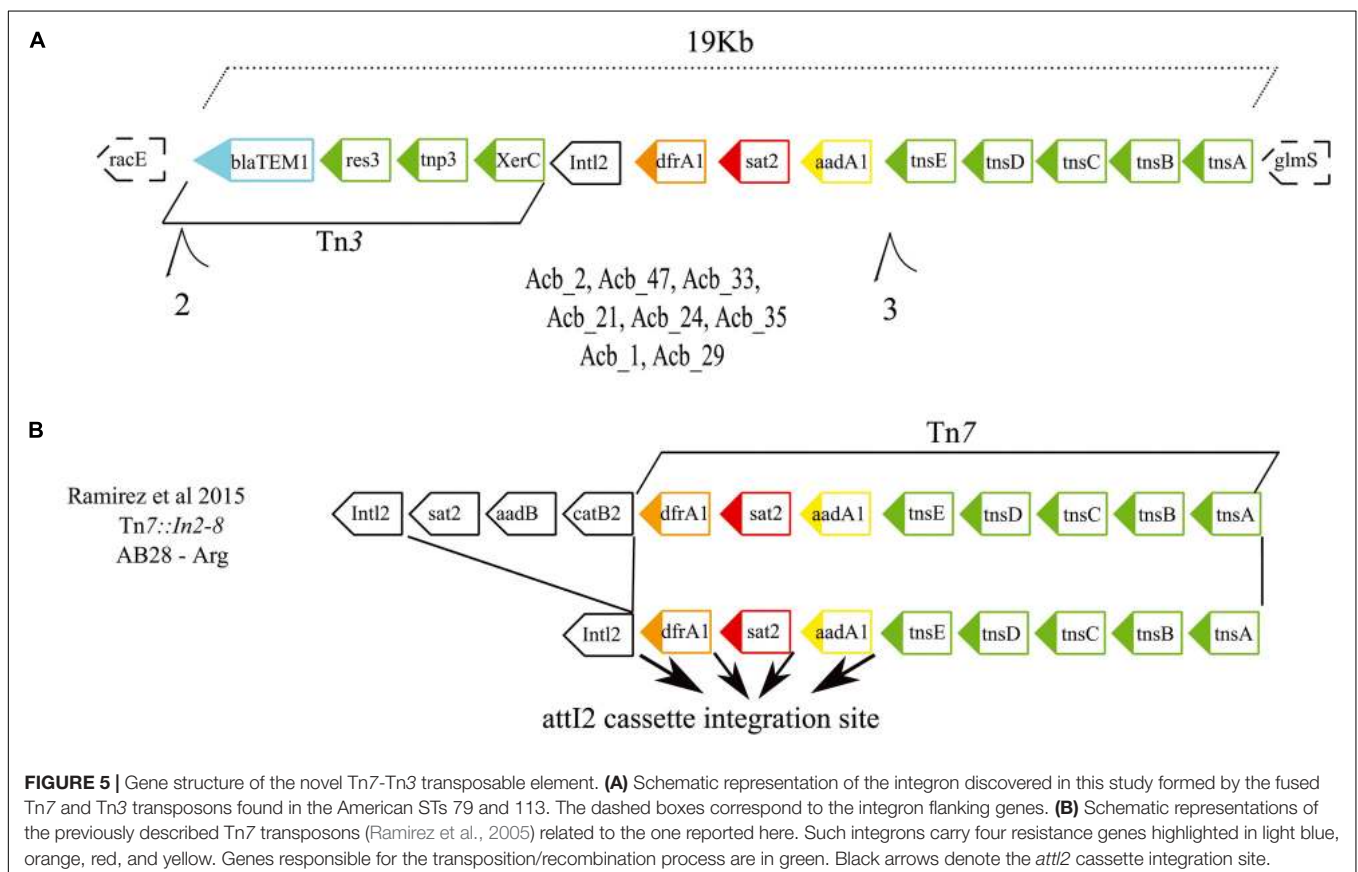 A
19Kb
racE blaTEM1 res3 tnp3 XerC Intl2 dfrA1 sat2 aadA1 tnsE tnsD tnsC tnsB tnsA glmS
Tn3
2
3
Acb_2, Acb_47, Acb_33,
Acb_21, Acb_24, Acb_35
Acb_1, Acb_29
B
Tn7
Ramirez et al 2015
Tn7::In2-8
AB28 - Arg
Intl2 sat2 aadB catB2 dfrA1 sat2 aadA1 tnsE tnsD tnsC tnsB tnsA
Intl2 dfrA1 sat2 aadA1 tnsE tnsD tnsC tnsB tnsA
attI2 cassette integration site
FIGURE 5 | Gene structure of the novel Tn7-Tn3 transposable element. (A) Schematic representation of the integron discovered in this study formed by the fused
Tn7 and Tn3 transposons found in the American STs 79 and 113. The dashed boxes correspond to the integron flanking genes. (B) Schematic representations of
the previously described Tn7 transposons (Ramirez et al., 2005) related to the one reported here. Such integrons carry four resistance genes highlighted in light blue,
orange, red, and yellow. Genes responsible for the transposition/recombination process are in green. Black arrows denote the attI2 cassette integration site.